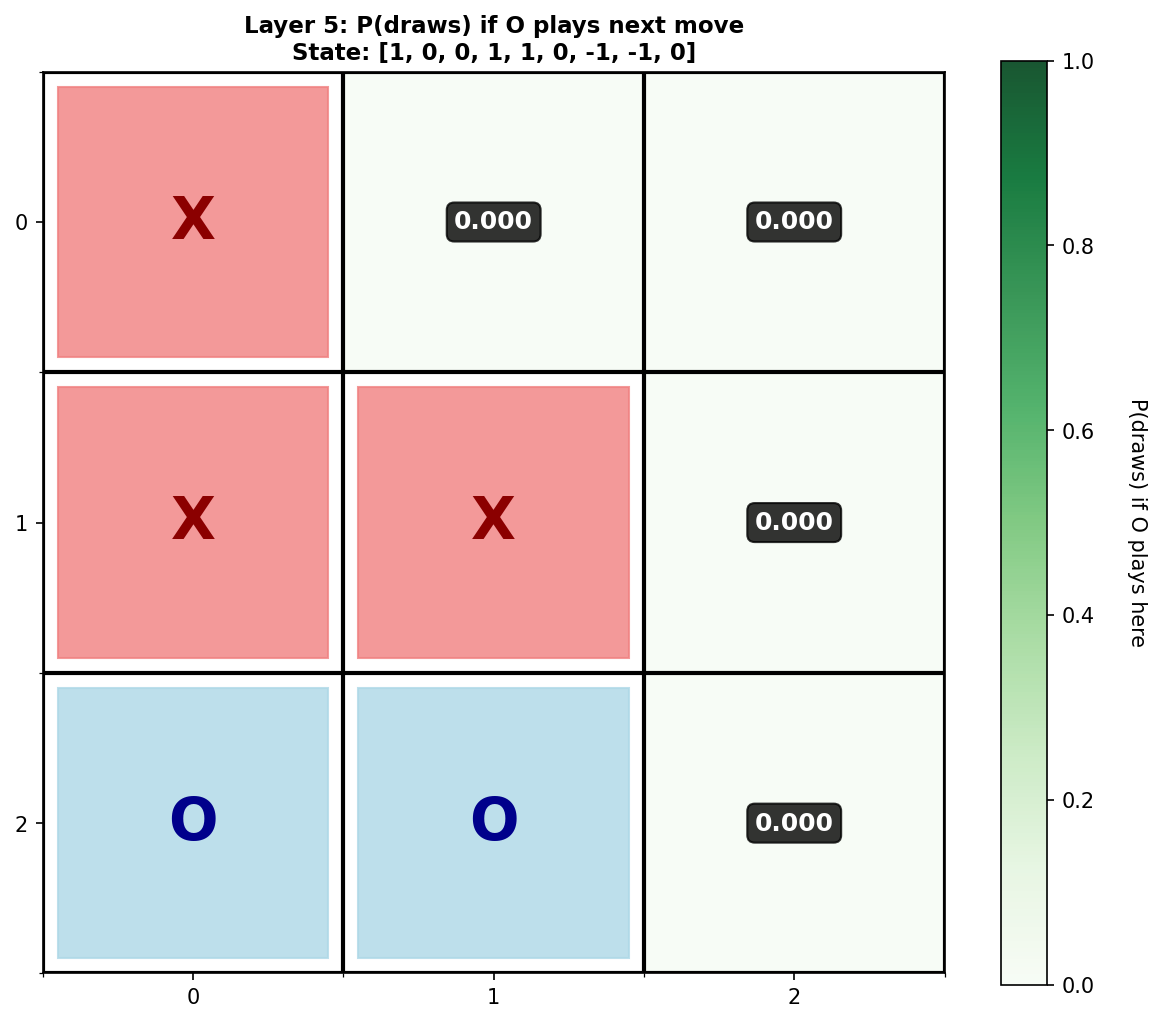 Layer 5: P(draws) if O plays next move
State: [1, 0, 0, 1, 1, 0, -1, -1, 0]
0
X
0.000
0.000
1
X
X
0.000
2
O
O
0.000
0
1
2
1.0
0.8
0.6
0.4
0.2
0.0
P(draws) if O plays here